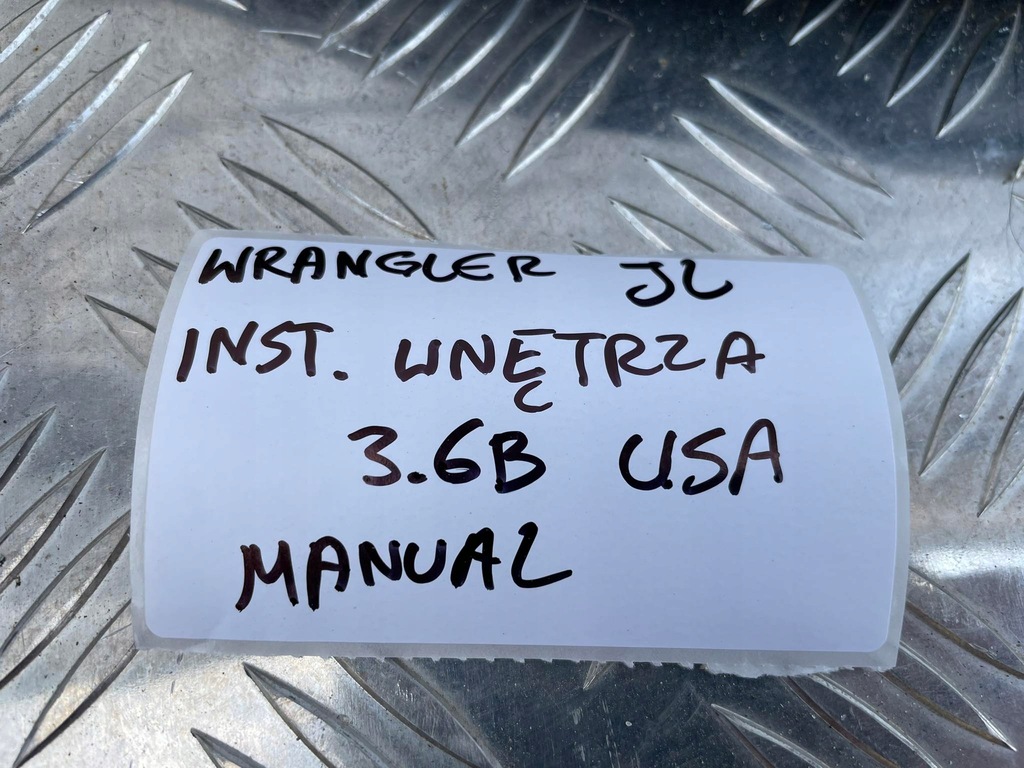 WRANGLER JL
INST. WNĘTRZA
3.6B USA
MANUAL